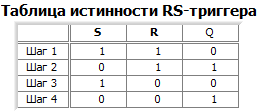 Таблица истинности RS-триггера
S R Q
Шаг 1 1 1 0
Шаг 2 0 1 1
Шаг 3 1 0 0
Шаг 4 0 0 1